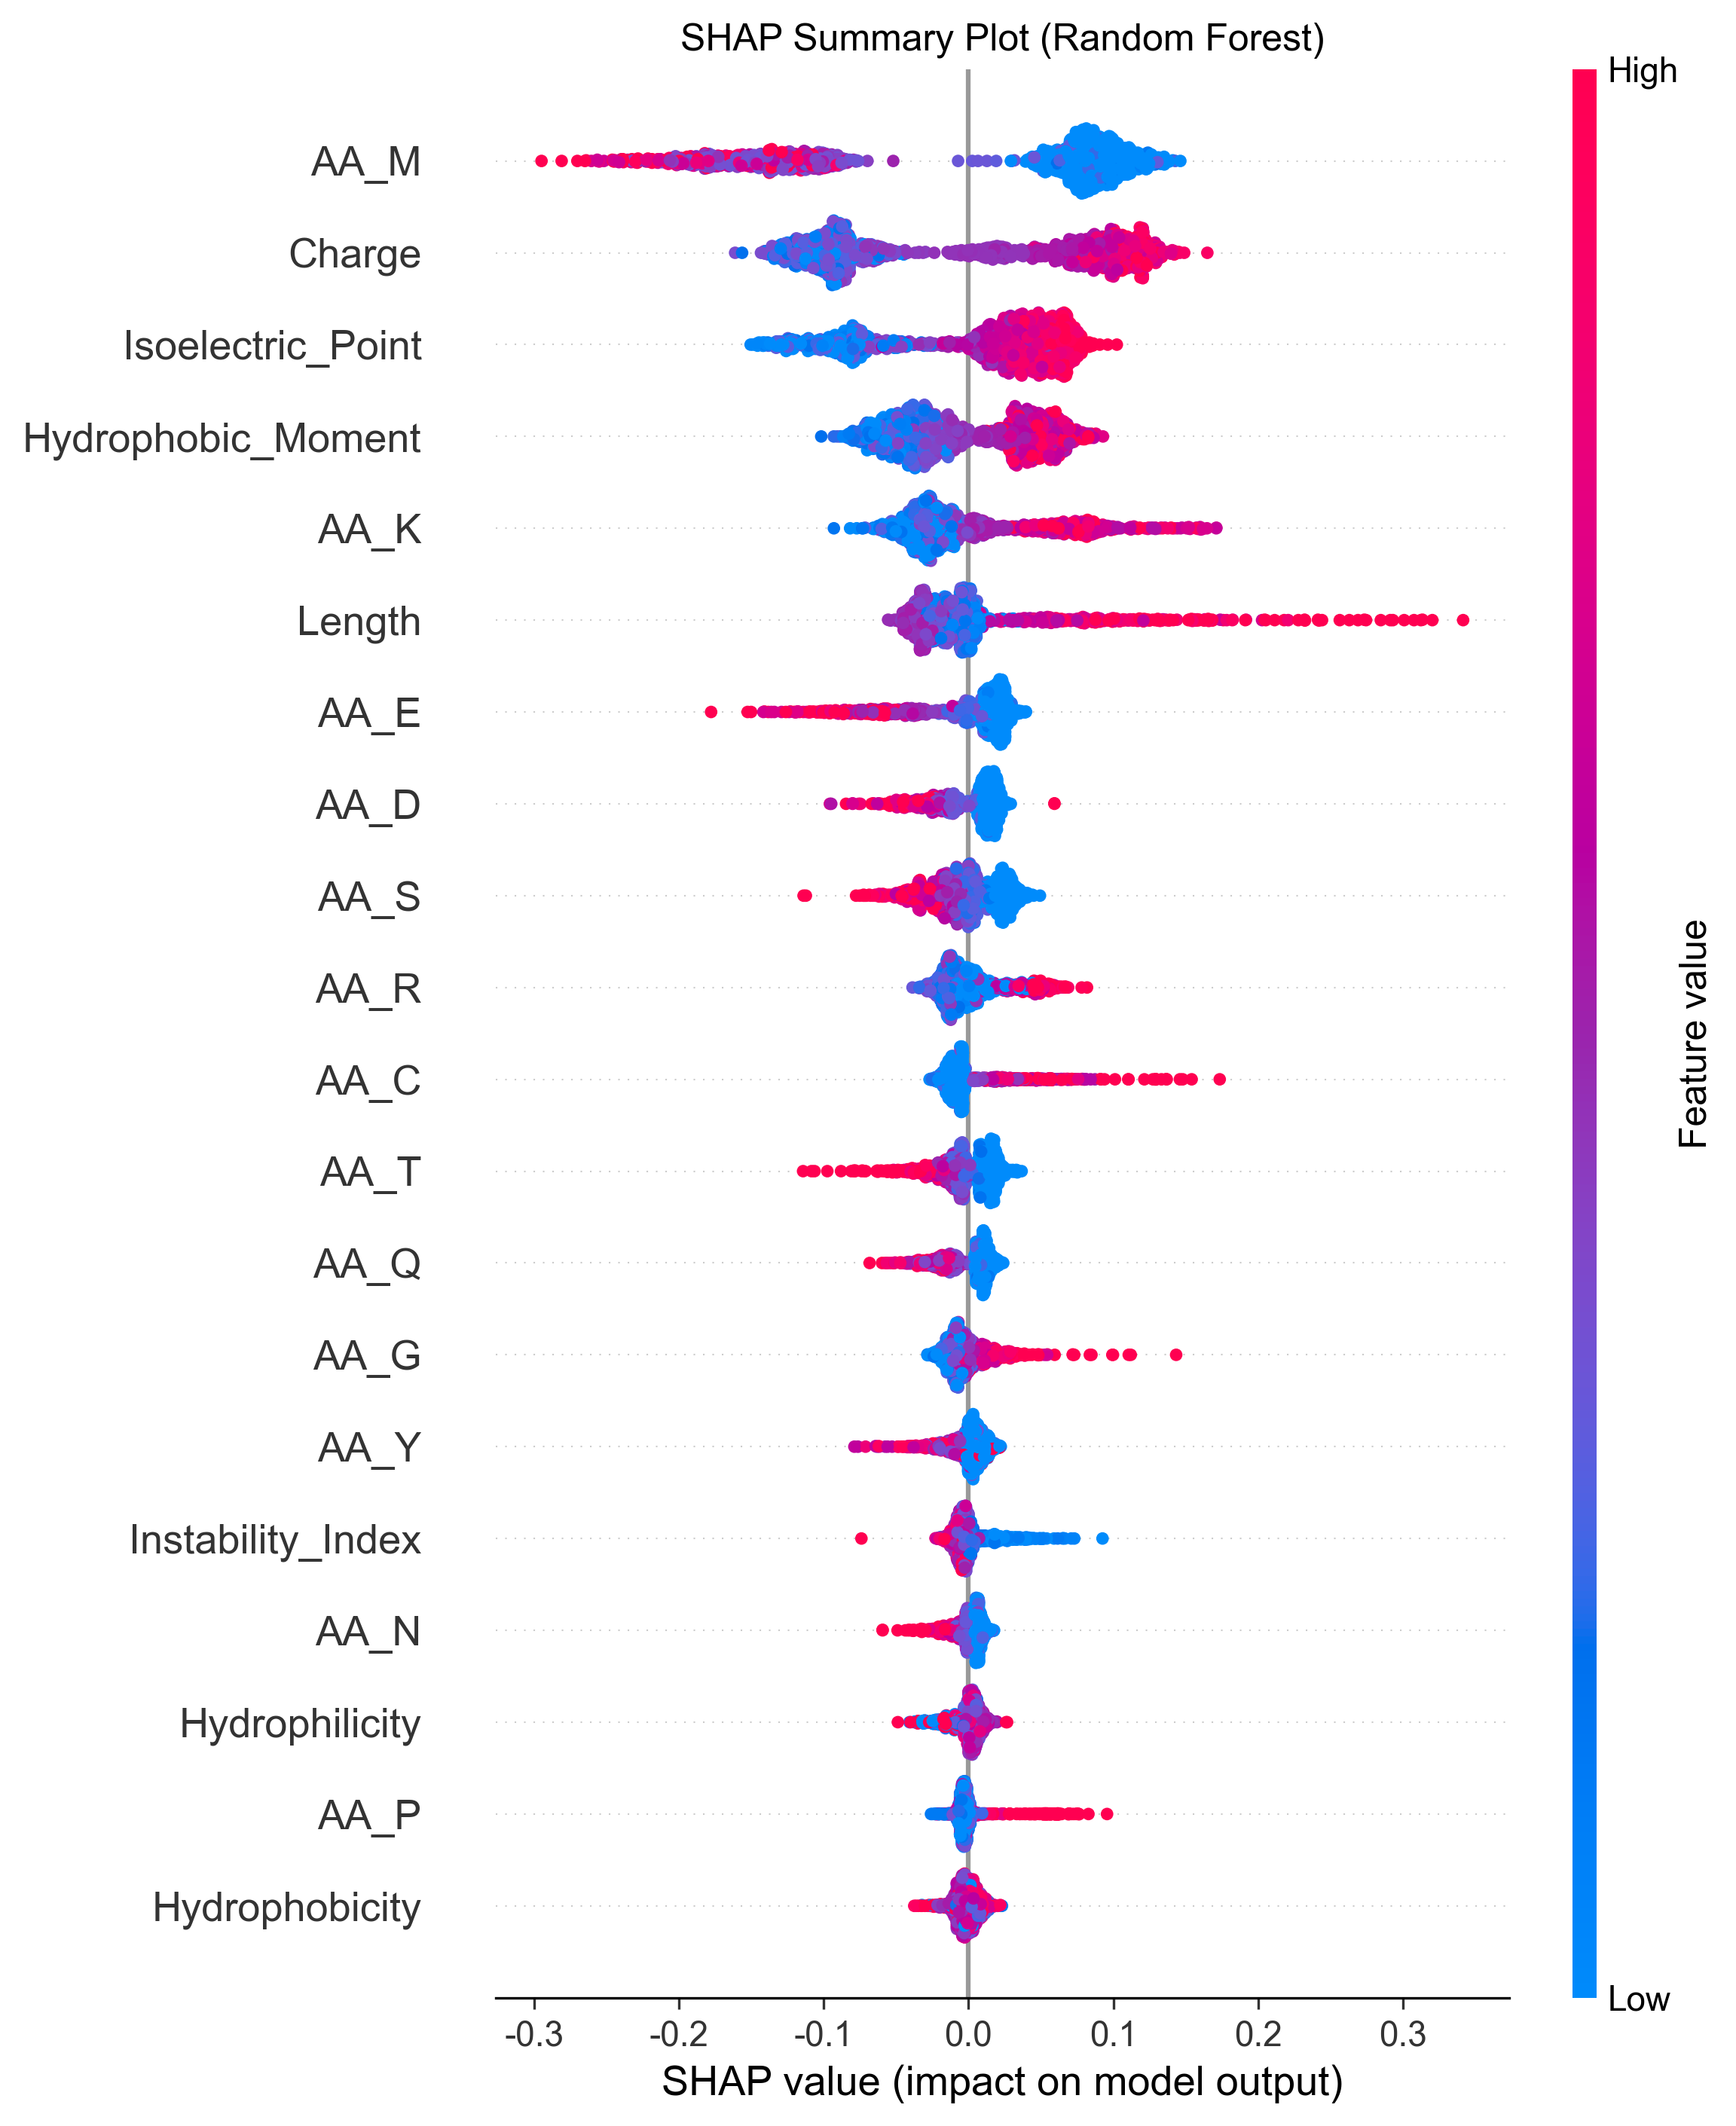 SHAP Summary Plot (Random Forest)
High
AA_M
Charge
Isoelectric_Point
Hydrophobic_Moment
AA_K
Length
AA_E
AA_D
AA_S
AA_R
AA_C
AA_T
AA_Q
AA_G
AA_Y
Instability_Index
AA_N
Hydrophilicity
AA_P
Hydrophobicity
Feature value
Low
-0.3 -0.2 -0.1 0.0 0.1 0.2 0.3
SHAP value (impact on model output)